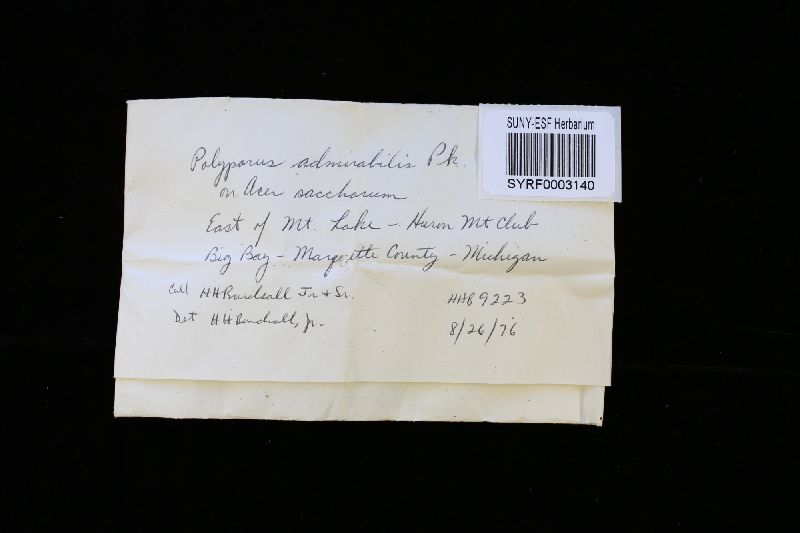 SUNY-ESF Herbarium
SYRF0003140
Polyporus admirabilis Pk.
on Acer saccharum
East of Mt. Lake - Huron Mt Club
Big Bay - Marquette County - Michigan
Coll HHBurdsall Jr + Sr.
HHB 9223
Det HHBurdsall, Jr.
8/26/76